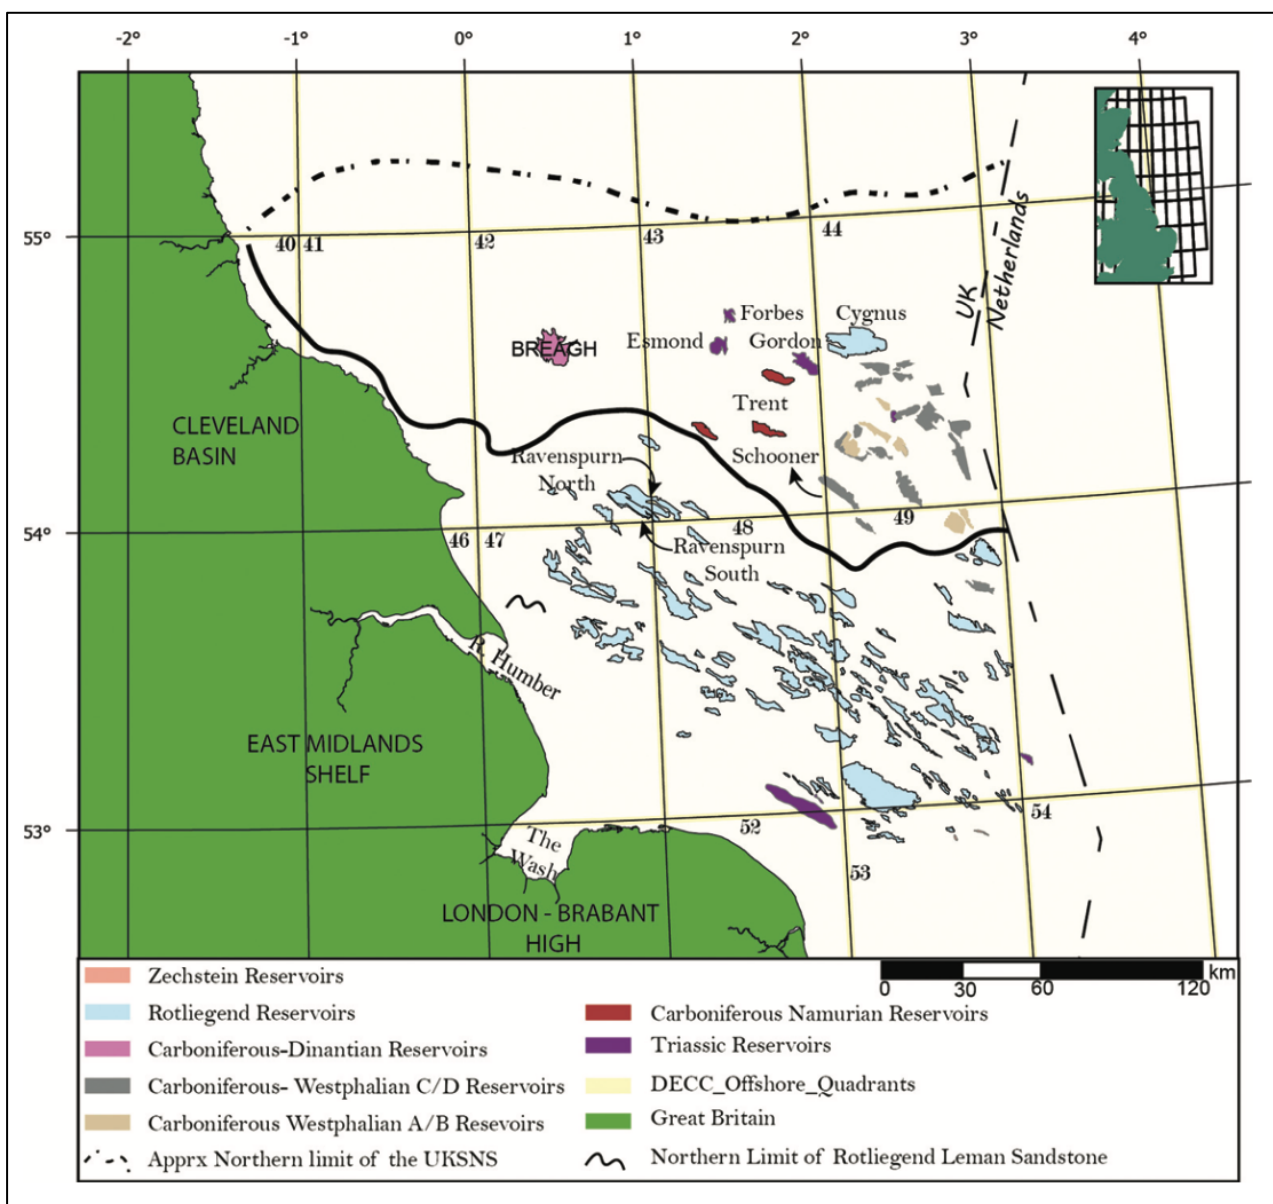 -2° -1° 0° 1° 2° 3° 4°
55°
40 41 42 43 44
UK
Netherlands
Forbes Cygnus
BREAGH Esmond Gordon
Trent
CLEVELAND
BASIN
Ravenspurn
North
Schooner
54°
46 47 48 49
Ravenspurn
South
R. Humber
EAST MIDLANDS
SHELF
53°
52 54
The
Wash
53
LONDON - BRABANT
HIGH
0 30 60 120 km
Zechstein Reservoirs
Rotliegend Reservoirs
Carboniferous-Dinantian Reservoirs
Carboniferous- Westphalian C/D Reservoirs
Carboniferous Westphalian A/B Resevoirs
Apprx Northern limit of the UKSNS
Carboniferous Namurian Reservoirs
Triassic Reservoirs
DECC_Offshore_Quadrants
Great Britain
Northern Limit of Rotliegend Leman Sandstone